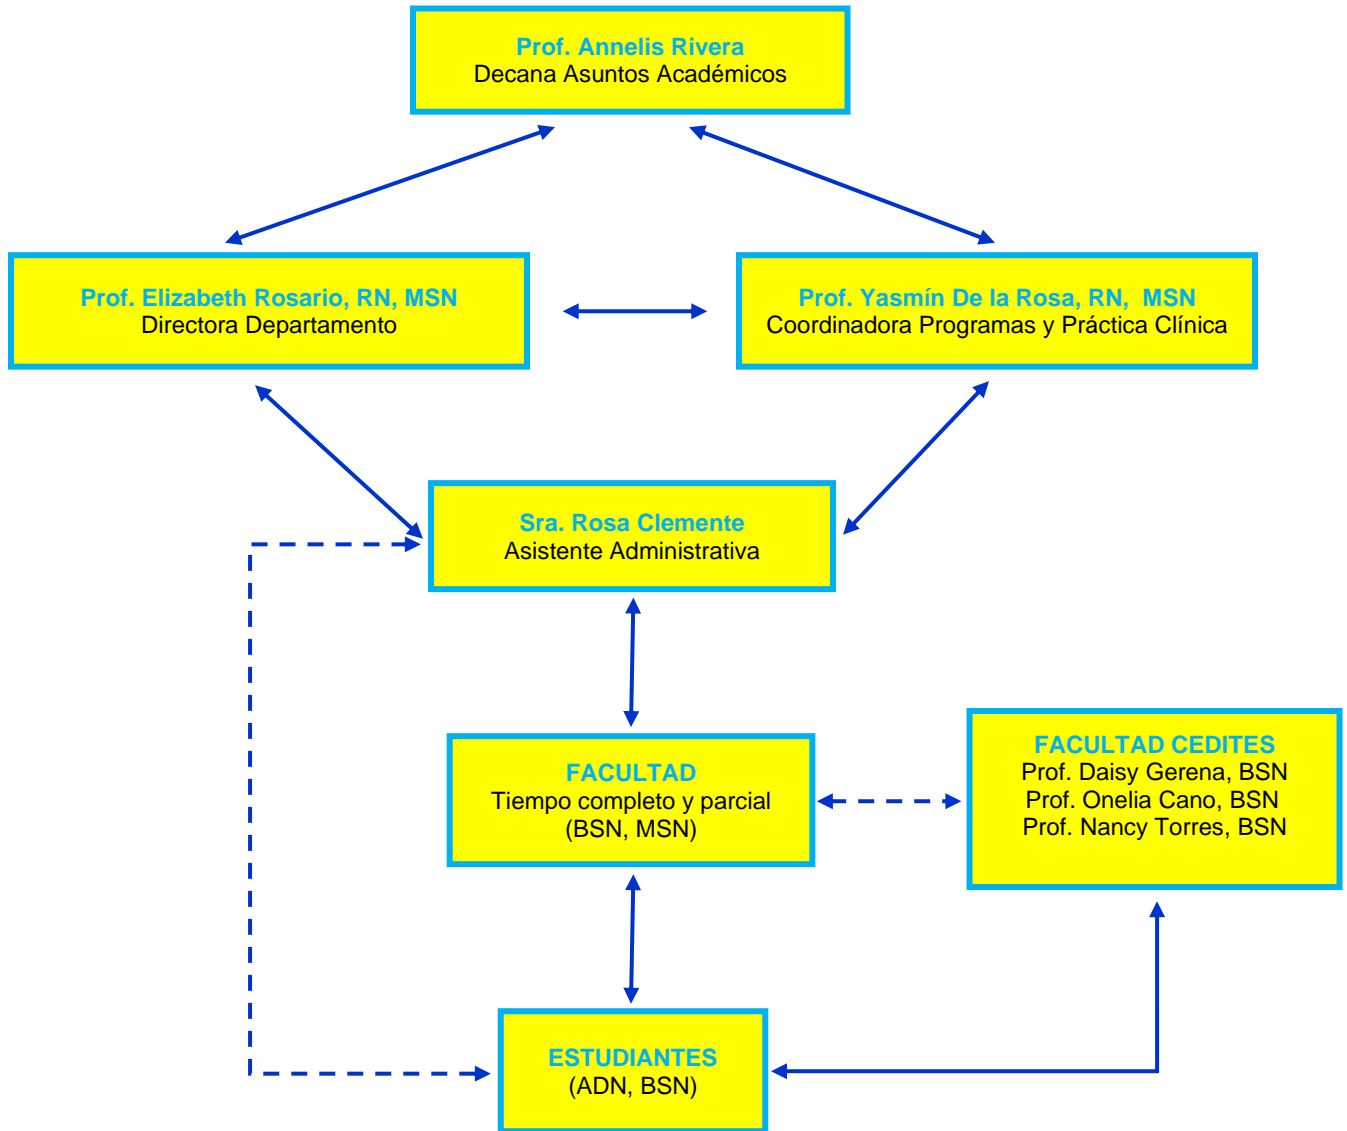 Prof. Annelis Rivera
Decana Asuntos Académicos
Prof. Elizabeth Rosario, RN, MSN
Directora Departamento
Prof. Yasmín De la Rosa, RN, MSN
Coordinadora Programas y Práctica Clínica
Sra. Rosa Clemente
Asistente Administrativa
FACULTAD
Tiempo completo y parcial
(BSN, MSN)
FACULTAD CEDITES
Prof. Daisy Gerena, BSN
Prof. Onelia Cano, BSN
Prof. Nancy Torres, BSN
ESTUDIANTES
(ADN, BSN)